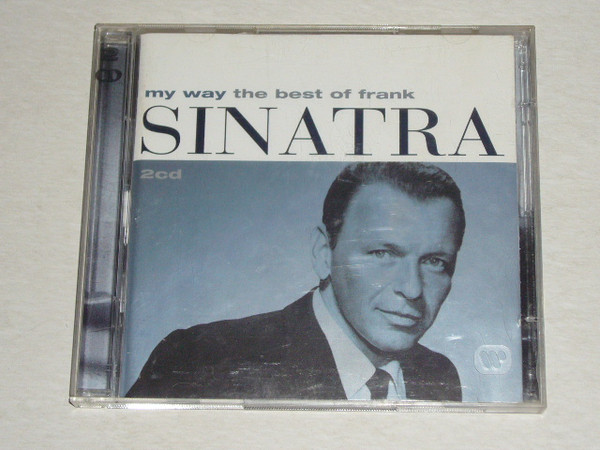 my way the best of frank
SINATRA
2cd